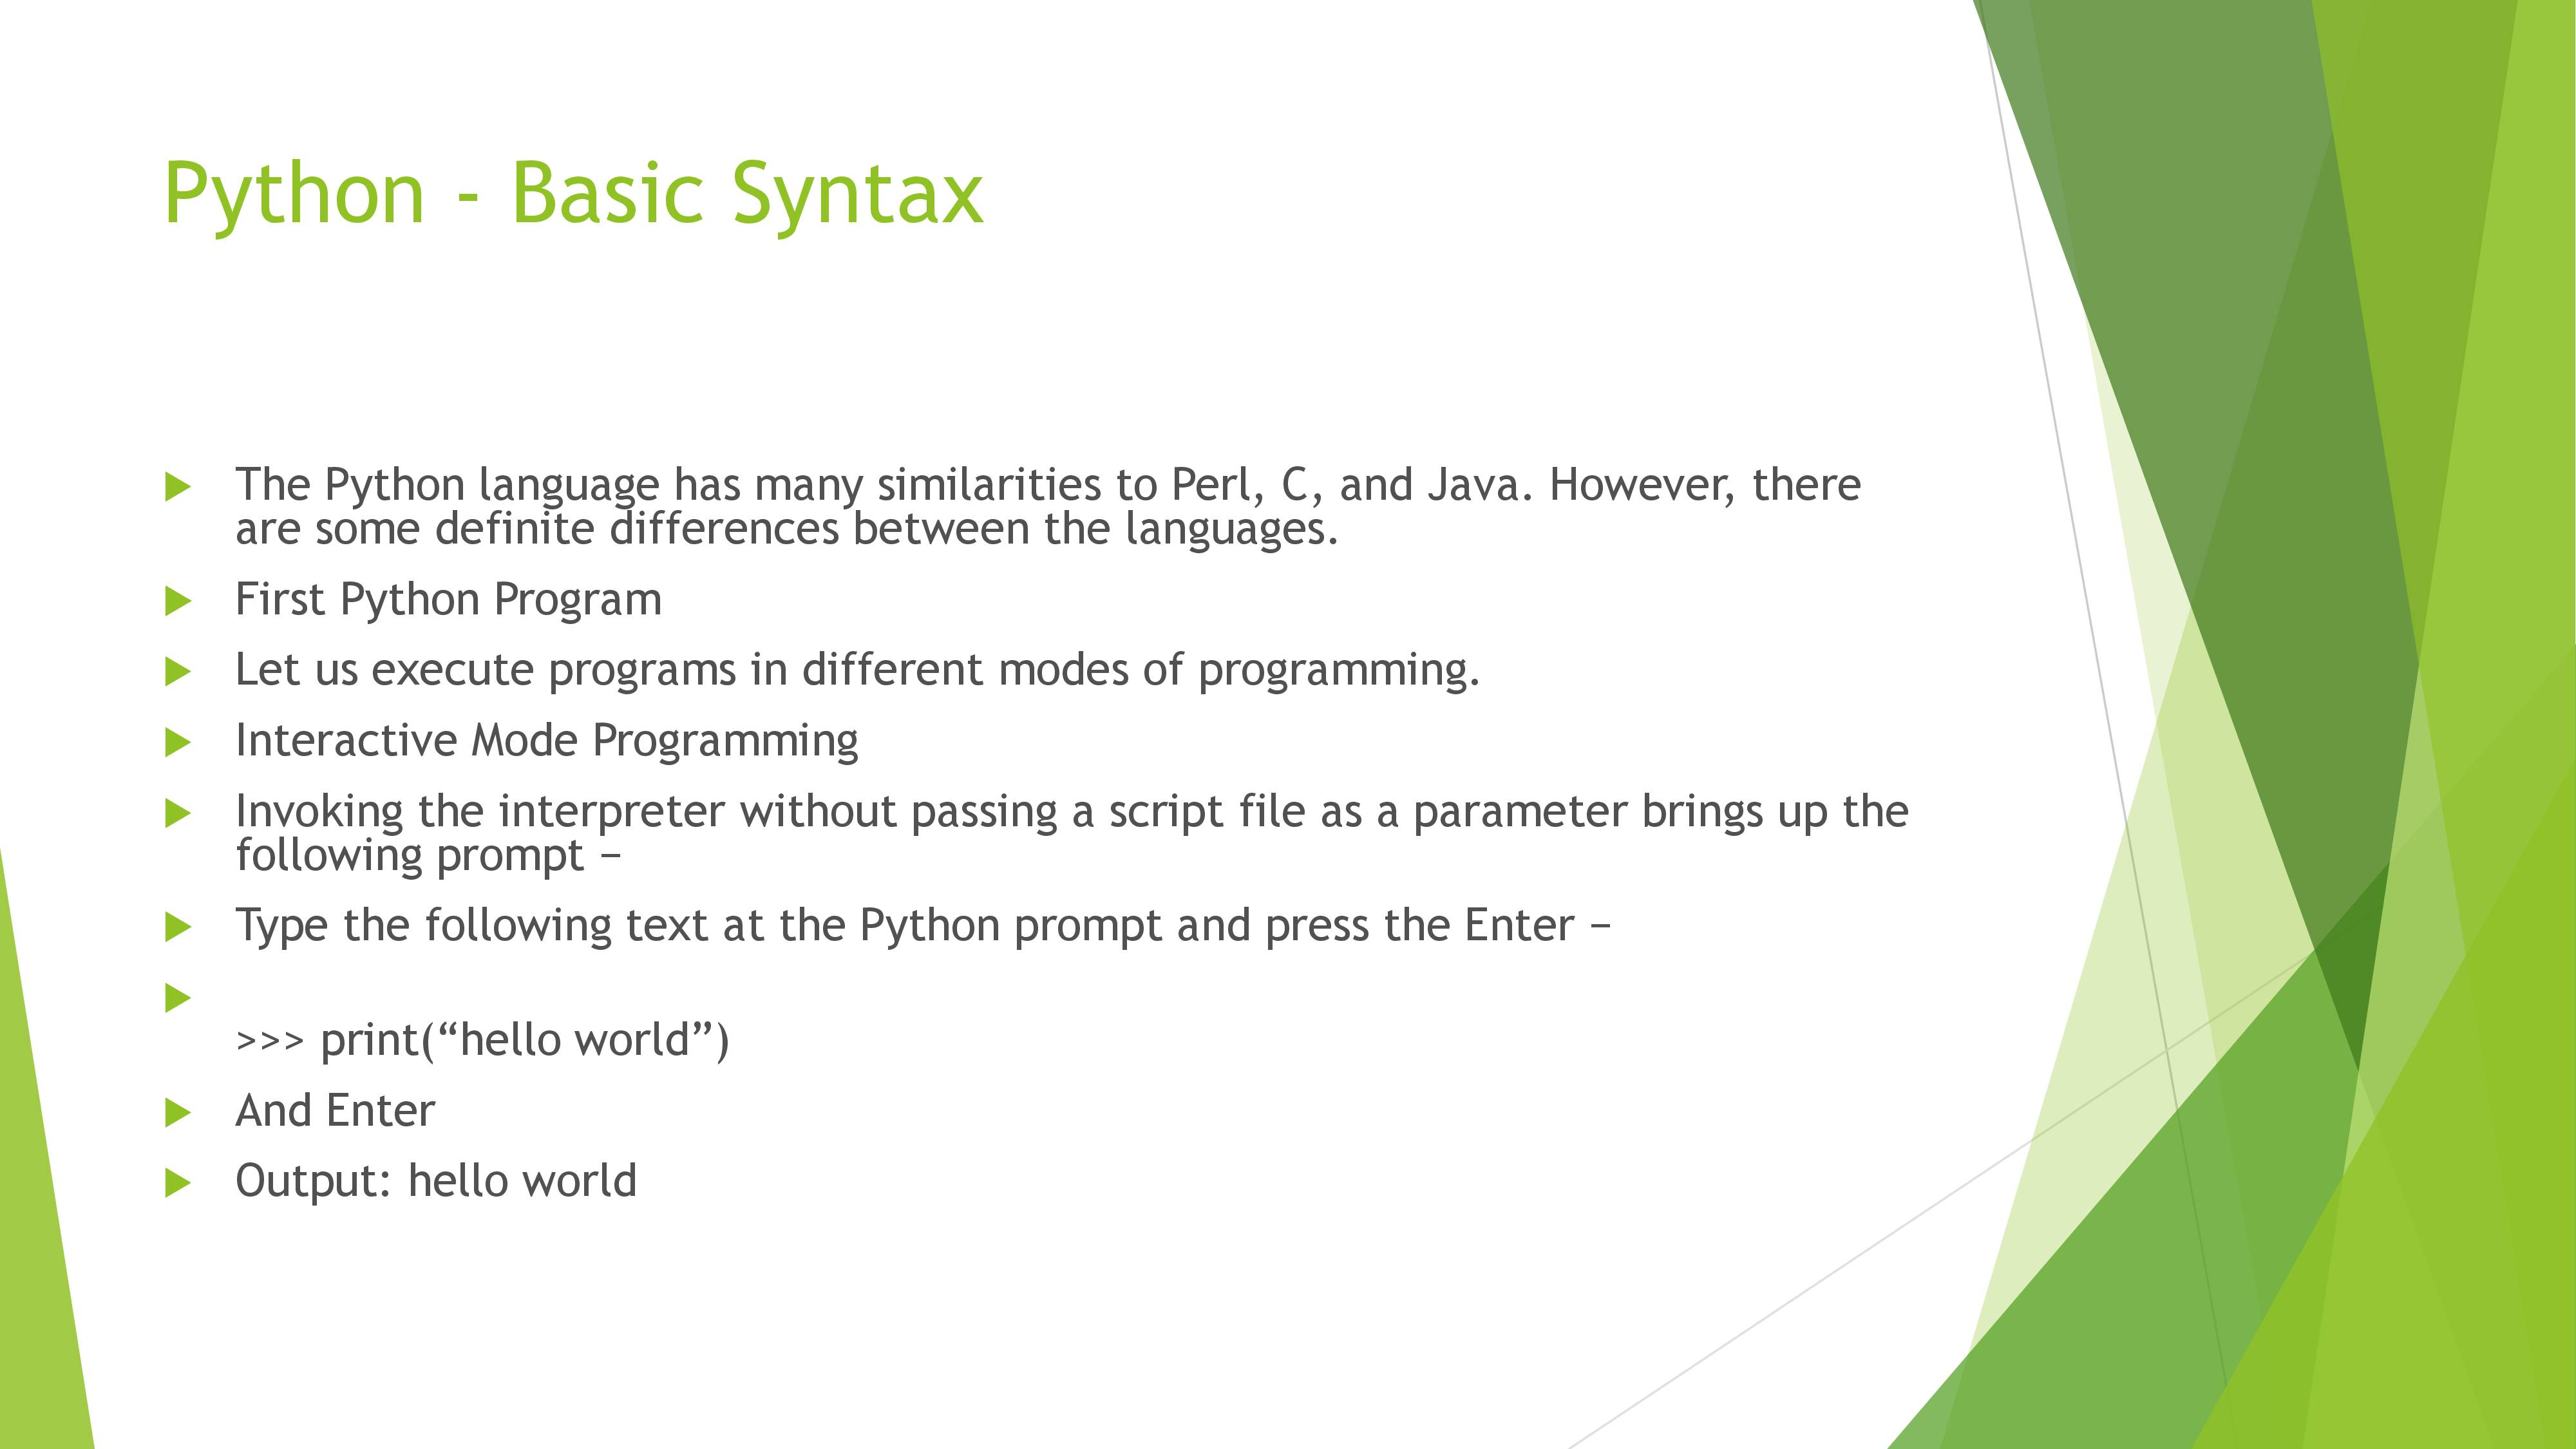 Python - Basic Syntax
The Python language has many similarities to Perl, C, and Java. However, there
are some definite differences between the languages.
First Python Program
Let us execute programs in different modes of programming.
Interactive Mode Programming
Invoking the interpreter without passing a script file as a parameter brings up the
following prompt −
Type the following text at the Python prompt and press the Enter −
>>> print(“hello world”)
And Enter
Output: hello world